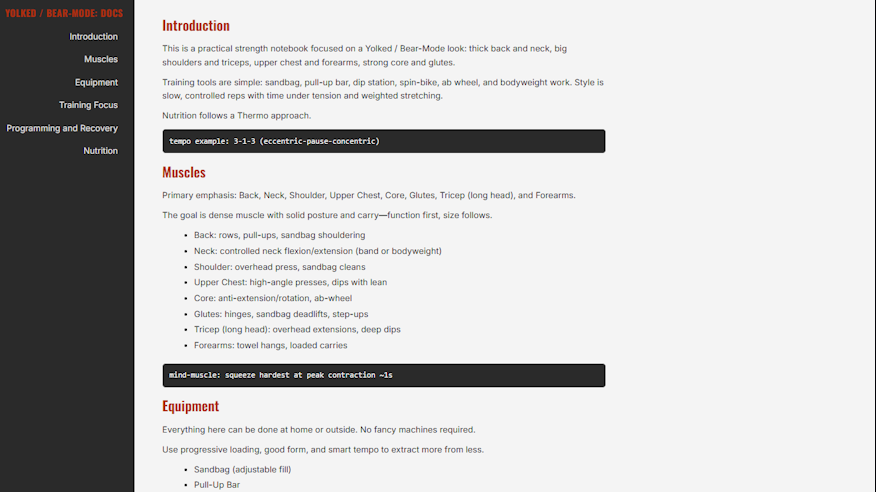 YOLKED / BEAR-MODE: DOCS
Introduction
Muscles
Equipment
Training Focus
Programming and Recovery
Nutrition
Introduction
This is a practical strength notebook focused on a Yolked / Bear-Mode look: thick back and neck, big
shoulders and triceps, upper chest and forearms, strong core and glutes.
Training tools are simple: sandbag, pull-up bar, dip station, spin-bike, ab wheel, and bodyweight work. Style is
slow, controlled reps with time under tension and weighted stretching.
Nutrition follows a Thermo approach.
tempo example: 3-1-3 (eccentric-pause-concentric)
Muscles
Primary emphasis: Back, Neck, Shoulder, Upper Chest, Core, Glutes, Tricep (long head), and Forearms.
The goal is dense muscle with solid posture and carry—function first, size follows.
• Back: rows, pull-ups, sandbag shouldering
• Neck: controlled neck flexion/extension (band or bodyweight)
• Shoulder: overhead press, sandbag cleans
• Upper Chest: high-angle presses, dips with lean
• Core: anti-extension/rotation, ab-wheel
• Glutes: hinges, sandbag deadlifts, step-ups
• Tricep (long head): overhead extensions, deep dips
• Forearms: towel hangs, loaded carries
mind-muscle: squeeze hardest at peak contraction ~1s
Equipment
Everything here can be done at home or outside. No fancy machines required.
Use progressive loading, good form, and smart tempo to extract more from less.
• Sandbag (adjustable fill)
• Pull-Up Bar